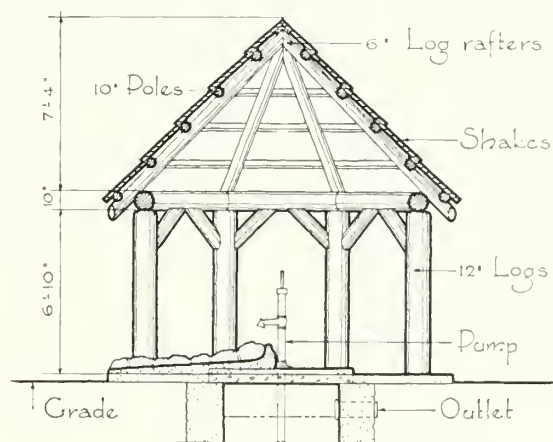 6" Log rafters
10" Poles
7'-4"
Shakes
10"
6'-10"
12" Logs
Pump
Grade
Outlet